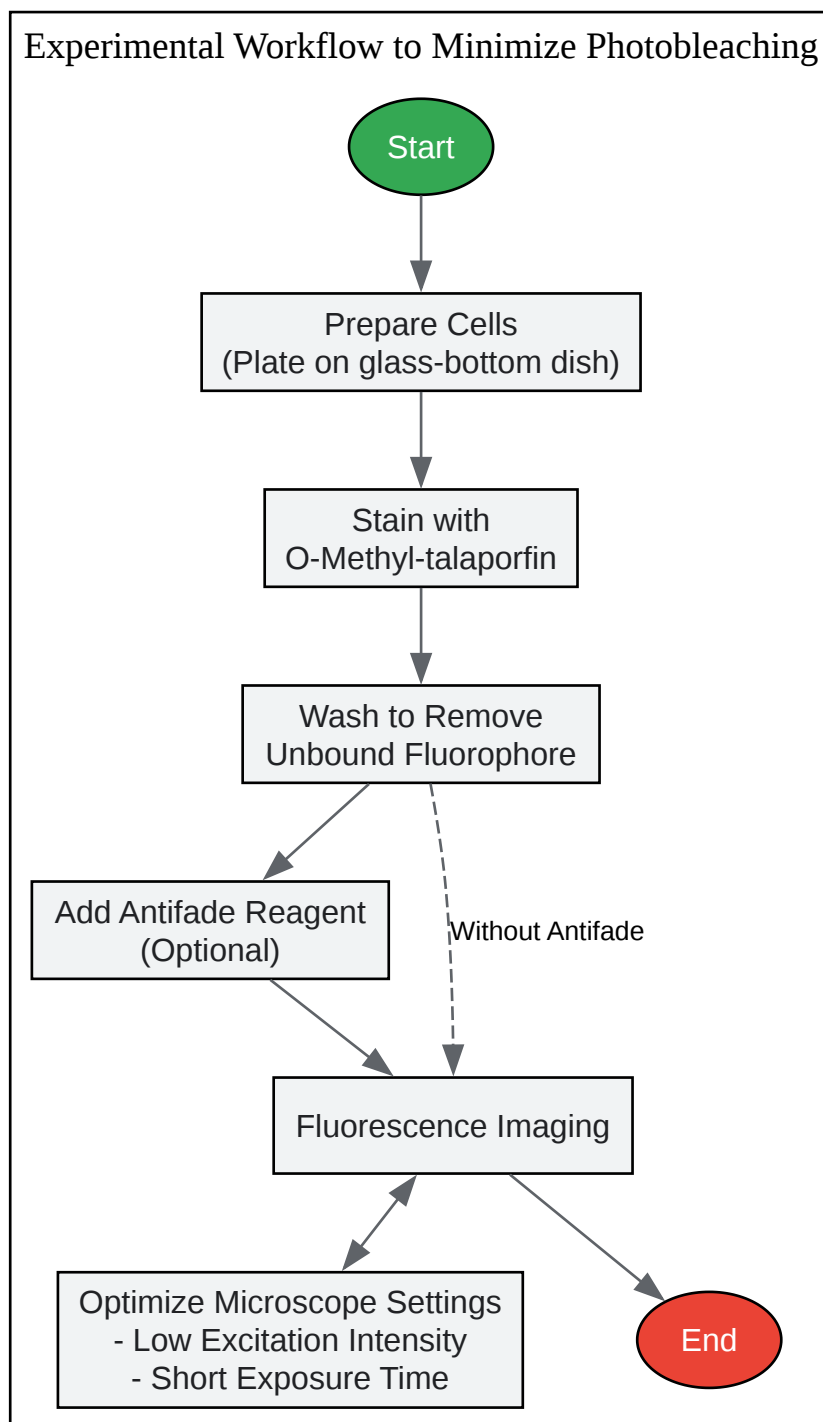 Experimental Workflow to Minimize Photobleaching
Start
Prepare Cells
(Plate on glass-bottom dish)
Stain with
O-Methyl-talaporfin
Wash to Remove
Unbound Fluorophore
Add Antifade Reagent
(Optional)
Without Antifade
Fluorescence Imaging
Optimize Microscope Settings
- Low Excitation Intensity
- Short Exposure Time
End